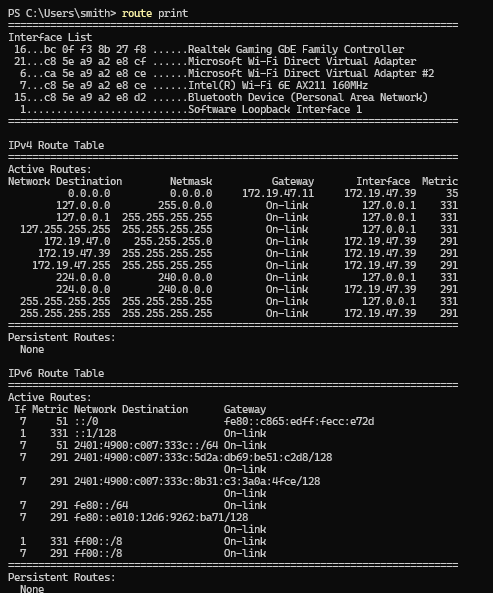 PS C:\Users\smith> route print
===========================================================================
Interface List
 16...bc 0f f3 8b 27 f8 ......Realtek Gaming GbE Family Controller
 21...c8 5e a9 a2 e8 cf ......Microsoft Wi-Fi Direct Virtual Adapter
  6...ca 5e a9 a2 e8 ce ......Microsoft Wi-Fi Direct Virtual Adapter #2
  7...c8 5e a9 a2 e8 ce ......Intel(R) Wi-Fi 6E AX211 160MHz
 15...c8 5e a9 a2 e8 d2 ......Bluetooth Device (Personal Area Network)
  1...........................Software Loopback Interface 1
===========================================================================

IPv4 Route Table
===========================================================================
Active Routes:
Network Destination        Netmask          Gateway       Interface  Metric
          0.0.0.0          0.0.0.0     172.19.47.11     172.19.47.39     35
        127.0.0.0        255.0.0.0         On-link         127.0.0.1    331
        127.0.0.1  255.255.255.255         On-link         127.0.0.1    331
  127.255.255.255  255.255.255.255         On-link         127.0.0.1    331
      172.19.47.0    255.255.255.0         On-link      172.19.47.39    291
     172.19.47.39  255.255.255.255         On-link      172.19.47.39    291
    172.19.47.255  255.255.255.255         On-link      172.19.47.39    291
        224.0.0.0        240.0.0.0         On-link         127.0.0.1    331
        224.0.0.0        240.0.0.0         On-link      172.19.47.39    291
  255.255.255.255  255.255.255.255         On-link         127.0.0.1    331
  255.255.255.255  255.255.255.255         On-link      172.19.47.39    291
===========================================================================
Persistent Routes:
  None

IPv6 Route Table
===========================================================================
Active Routes:
 If Metric Network Destination      Gateway
  7     51 ::/0                     fe80::c865:edff:fecc:e72d
  1    331 ::1/128                  On-link
  7     51 2401:4900:c007:333c::/64 On-link
  7    291 2401:4900:c007:333c:5d2a:db69:be51:c2d8/128
                                    On-link
  7    291 2401:4900:c007:333c:8b31:c3:3a0a:4fce/128
                                    On-link
  7    291 fe80::/64                On-link
  7    291 fe80::e010:12d6:9262:ba71/128
                                    On-link
  1    331 ff00::/8                 On-link
  7    291 ff00::/8                 On-link
===========================================================================
Persistent Routes:
  None